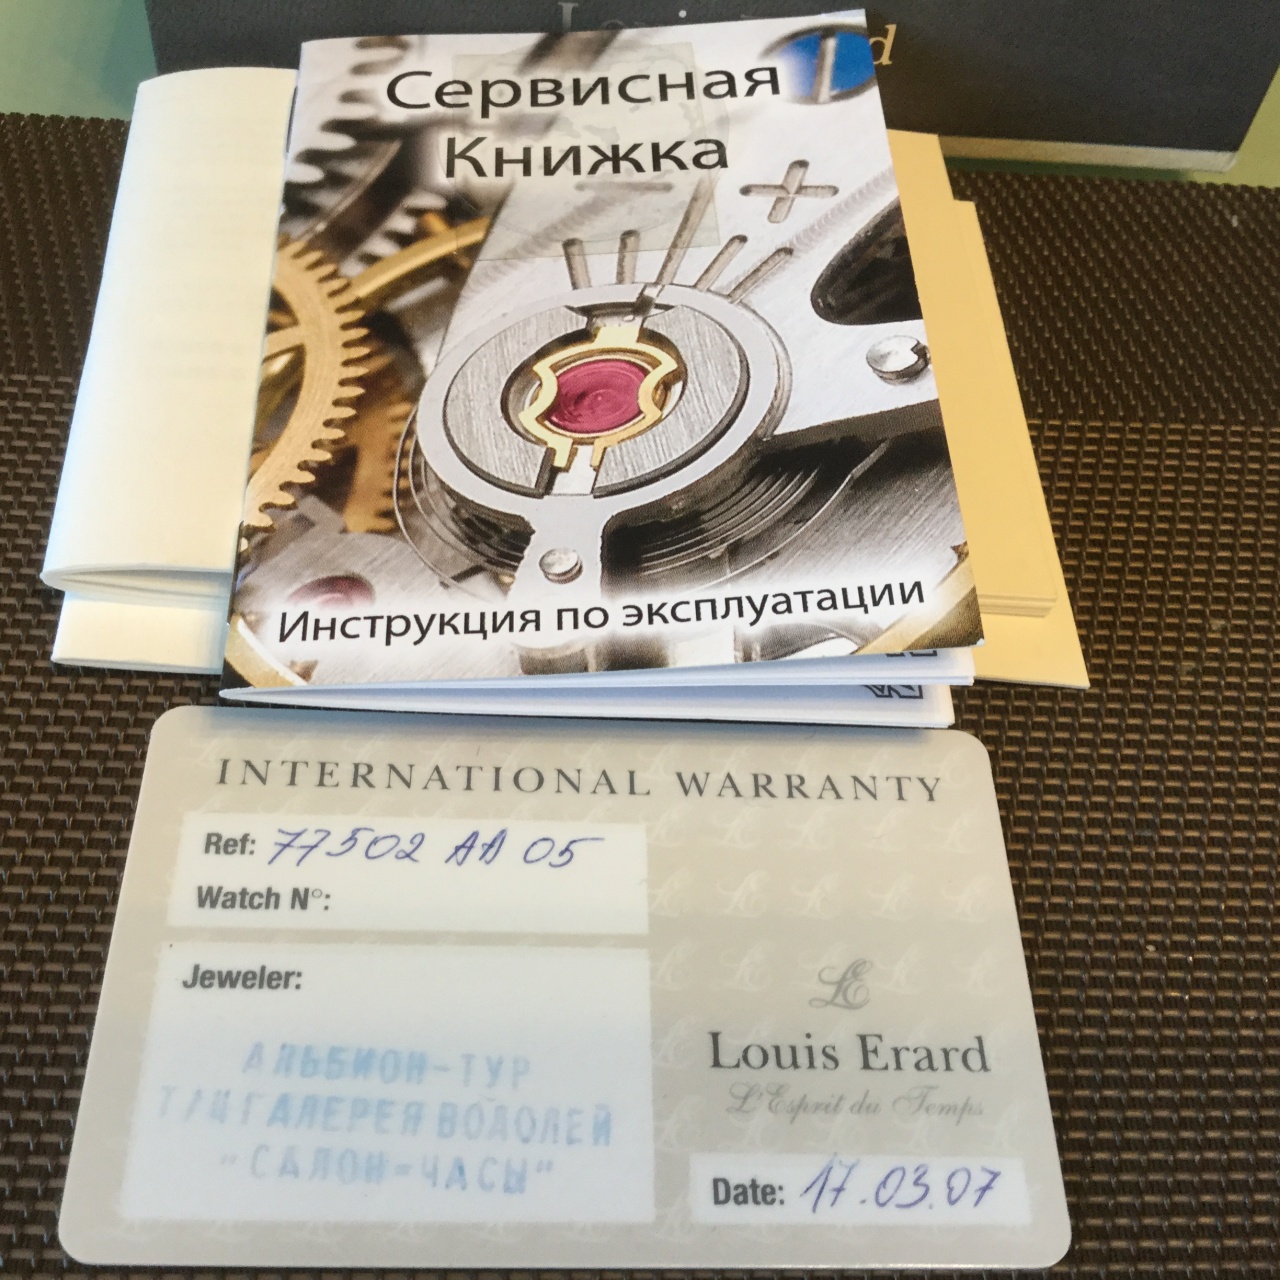 Сервисная
Книжка
Инструкция по эксплуатации
INTERNATIONAL WARRANTY
Ref: 77502 AA 05
Watch N°:
Jeweler:
АЛЬБИОН-ТУР
Т/Ц ГАЛЕРЕЯ ВОДОЛЕЙ
"САЛОН-ЧАСЫ"
LE
Louis Erard
L'Esprit du Temps
Date: 17.03.07